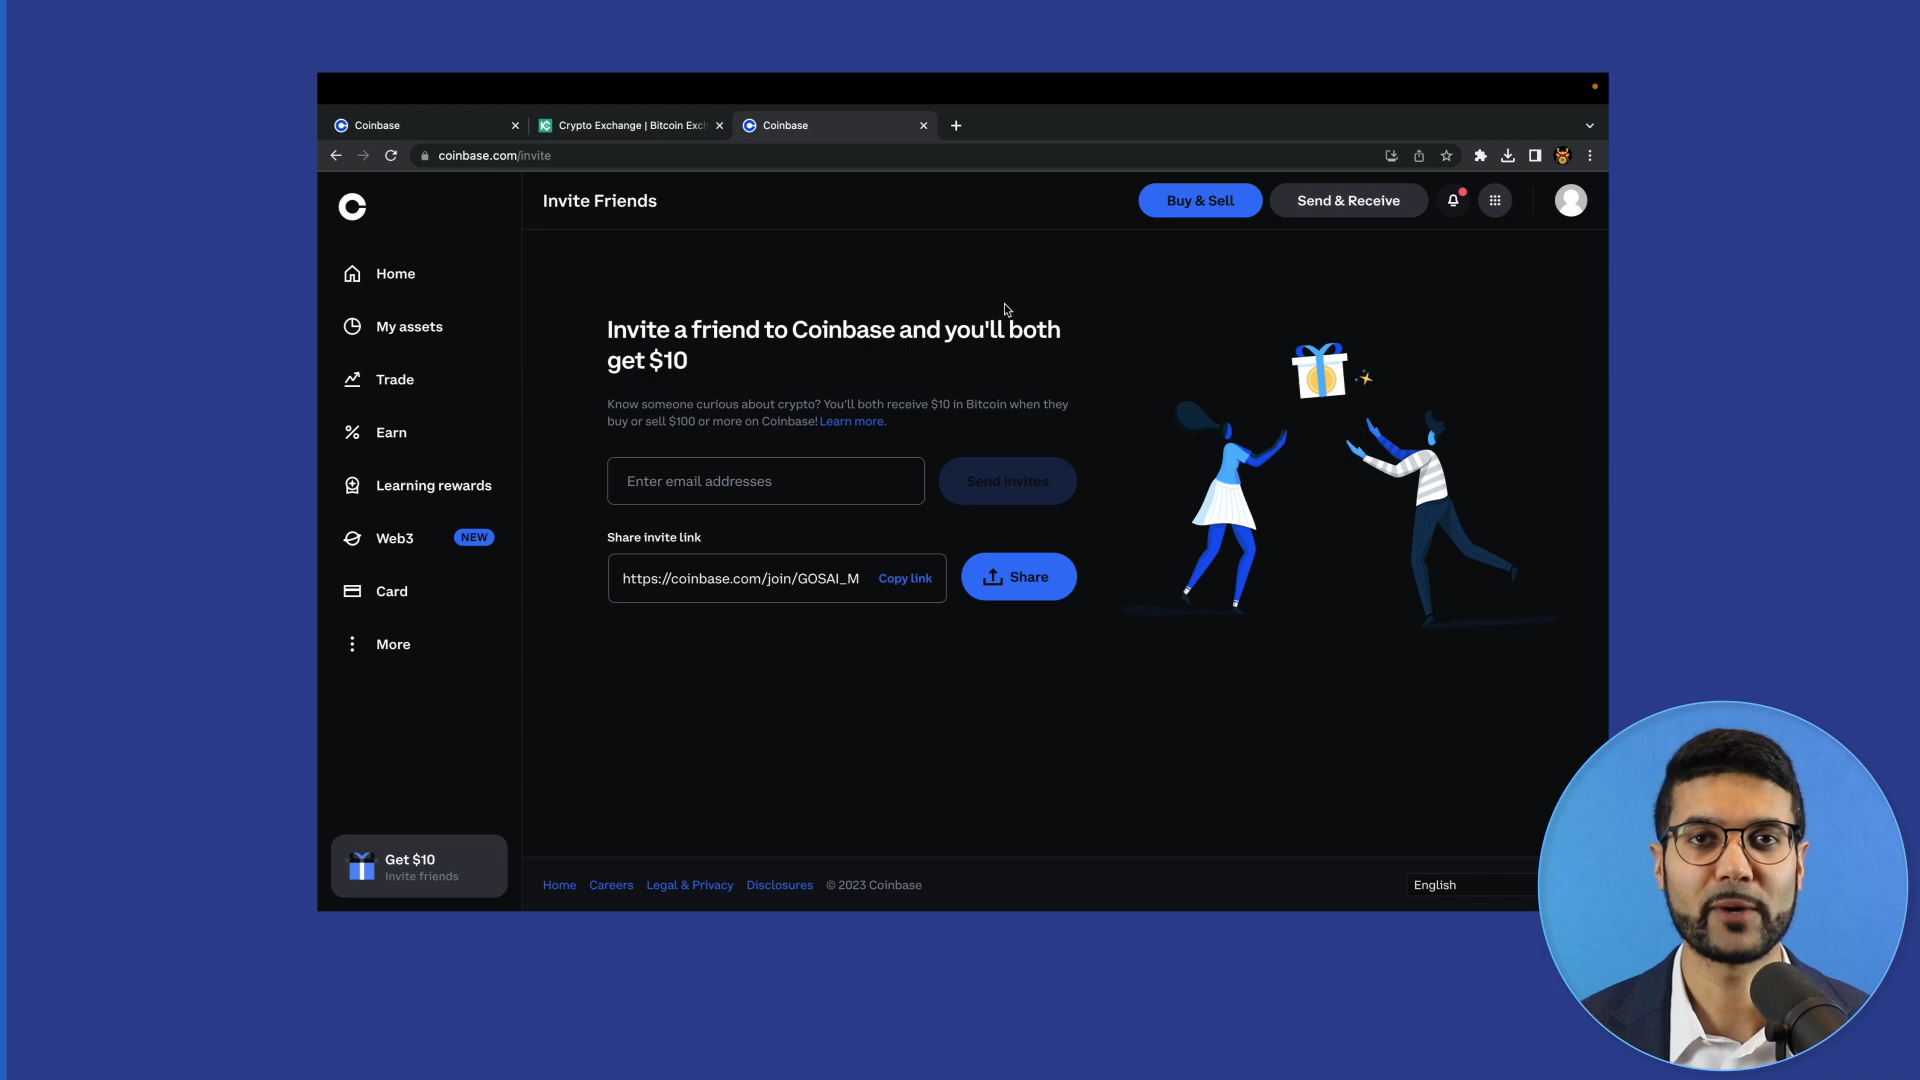 Coinbase
Crypto Exchange | Bitcoin Exc
Coinbase
coinbase.com/invite
Invite Friends
Buy & Sell
Send & Receive
Home
My assets
Trade
Earn
Learning rewards
Web3
NEW
Card
More
Invite a friend to Coinbase and you'll both
get $10
Know someone curious about crypto? You'll both receive $10 in Bitcoin when they
buy or sell $100 or more on Coinbase! Learn more.
Enter email addresses
Send invites
Share invite link
https://coinbase.com/join/GOSAI_M
Copy link
Share
Get $10
Invite friends
Home
Careers
Legal & Privacy
Disclosures
© 2023 Coinbase
English